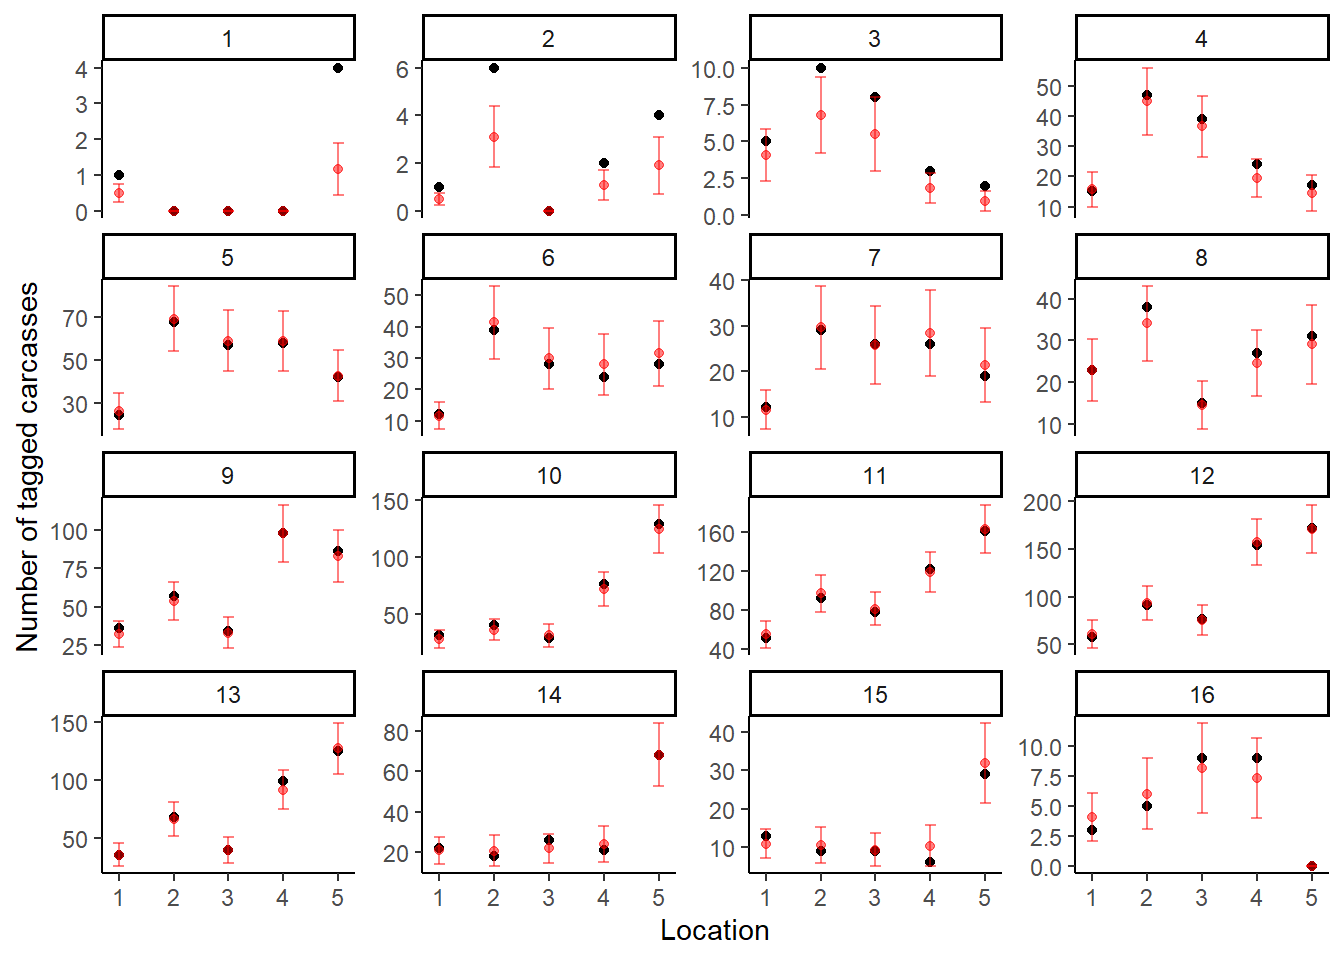 1 2 3 4
4 3 2 1 0
6 4 2 0
10.0 7.5 5.0 2.5 0.0
50 40 30 20 10
5 6 7 8
70 50 30
50 40 30 20 10
40 30 20 10
40 30 20 10
9 10 11 12
100 75 50 25
150 100 50
160 120 80 40
200 150 100 50
13 14 15 16
150 100 50
80 60 40 20
40 30 20 10
10.0 7.5 5.0 2.5 0.0
1 2 3 4 5 1 2 3 4 5 1 2 3 4 5 1 2 3 4 5
Number of tagged carcasses
Location